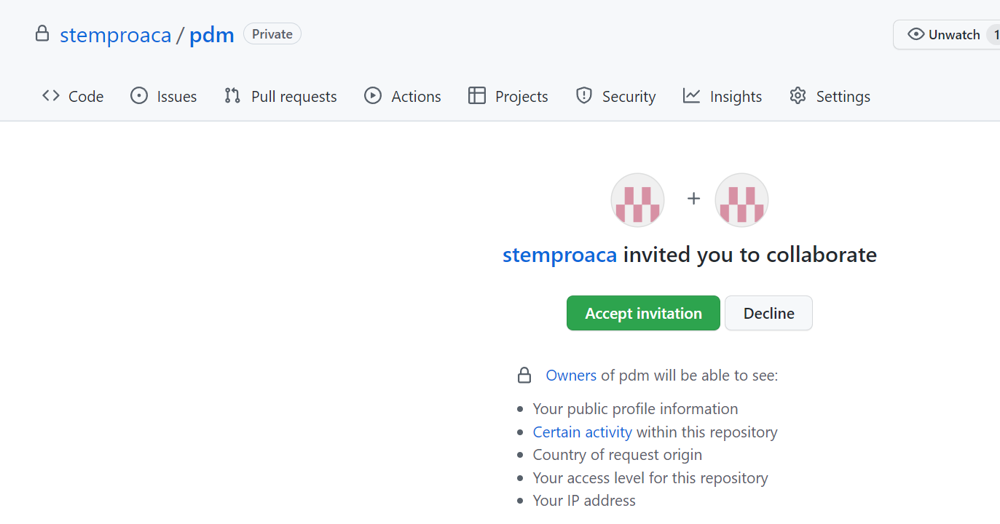 stemproaca / pdm Private
Unwatch 1
Code Issues Pull requests Actions Projects Security Insights Settings
+
stemproaca invited you to collaborate
Accept invitation Decline
Owners of pdm will be able to see:
Your public profile information
Certain activity within this repository
Country of request origin
Your access level for this repository
Your IP address